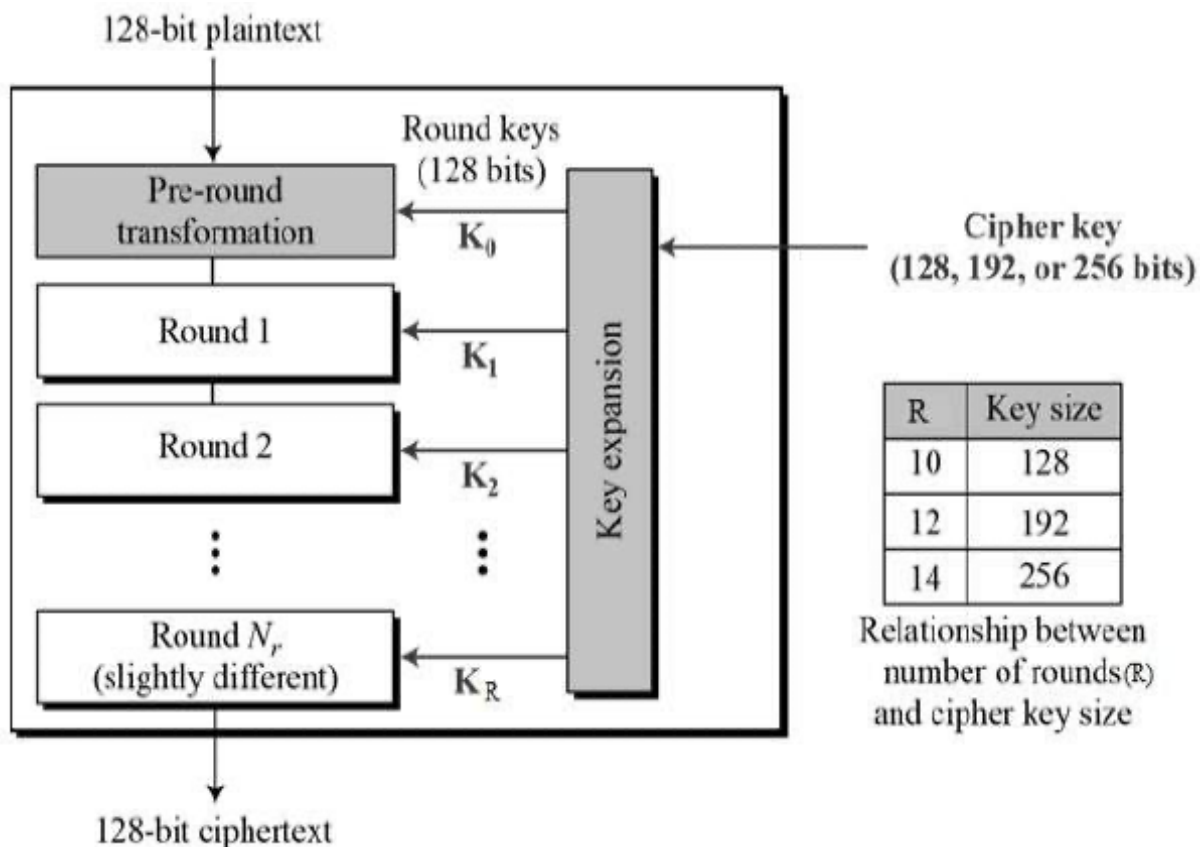 128-bit plaintext
Round keys
(128 bits)
Pre-round
transformation
K0
Cipher key
(128, 192, or 256 bits)
Round 1
K1
Key expansion
R Key size
10 128
12 192
14 256
Round 2
K2
Relationship between
number of rounds(R)
and cipher key size
Round Nr
(slightly different)
KR
128-bit ciphertext